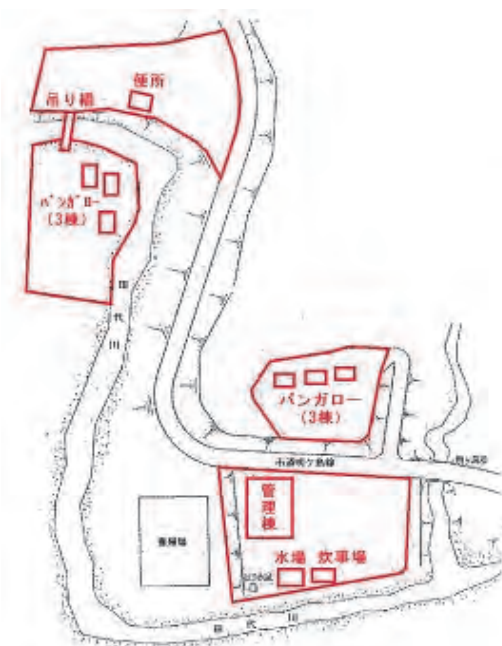 便所
吊り橋
バンガロー
(3棟)
田
代
川
バンガロー
(3棟)
管
理
棟
水場 炊事場
田 代 川